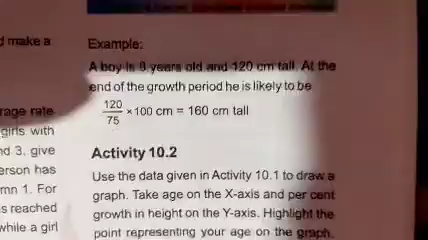 d make a
rage rate
girls with
nd 3, give
erson has
mn 1. For
s reached
while a girl
Example:
A boy is 9 years old and 120 cm tall. At the
end of the growth period he is likely to be
120/75 × 100 cm = 160 cm tall
Activity 10.2
Use the data given in Activity 10.1 to draw a
graph. Take age on the X-axis and per cent
growth in height on the Y-axis. Highlight the
point representing your age on the graph.